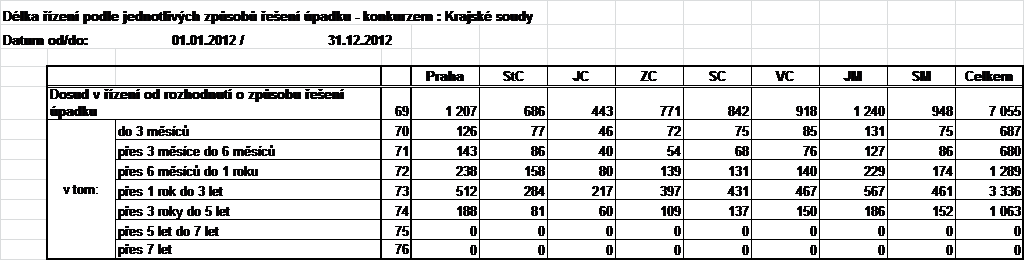 Délka řízení podle jednotlivých způsobů řešení úpadku - konkurzem : Krajské soudy
Datum od/do: 01.01.2012 / 31.12.2012
Praha StC JC ZC SC VC JM SM Celkem
Dosud v řízení od rozhodnutí o způsobu řešení
úpadku 69 1 207 686 443 771 842 918 1 240 948 7 055
do 3 měsíců 70 126 77 46 72 75 85 131 75 687
přes 3 měsíce do 6 měsíců 71 143 86 40 54 68 76 127 86 680
přes 6 měsíců do 1 roku 72 238 158 80 139 131 140 229 174 1 289
v tom: přes 1 rok do 3 let 73 512 284 217 397 431 467 567 461 3 336
přes 3 roky do 5 let 74 188 81 60 109 137 150 186 152 1 063
přes 5 let do 7 let 75 0 0 0 0 0 0 0 0 0
přes 7 let 76 0 0 0 0 0 0 0 0 0